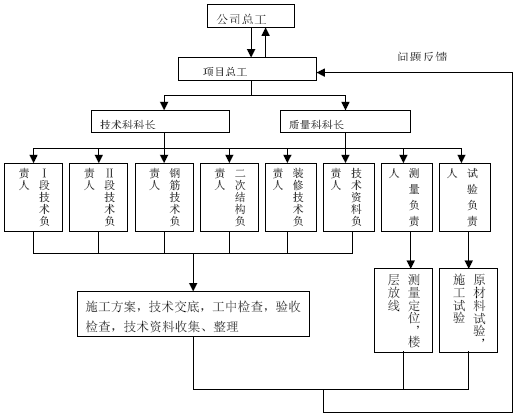 公司总工
问题反馈
项目总工
技术科科长
质量科科长
Ⅰ段技术负
责人
Ⅱ段技术负
责人
钢筋技术负
责人
二次结构负
责人
装修技术负
责人
技术资料负
责人
测量负责
人
试验负责
人
施工方案，技术交底，工中检查，验收
检查，技术资料收集、整理
测量定位，楼
层放线
原材料试验，
施工试验